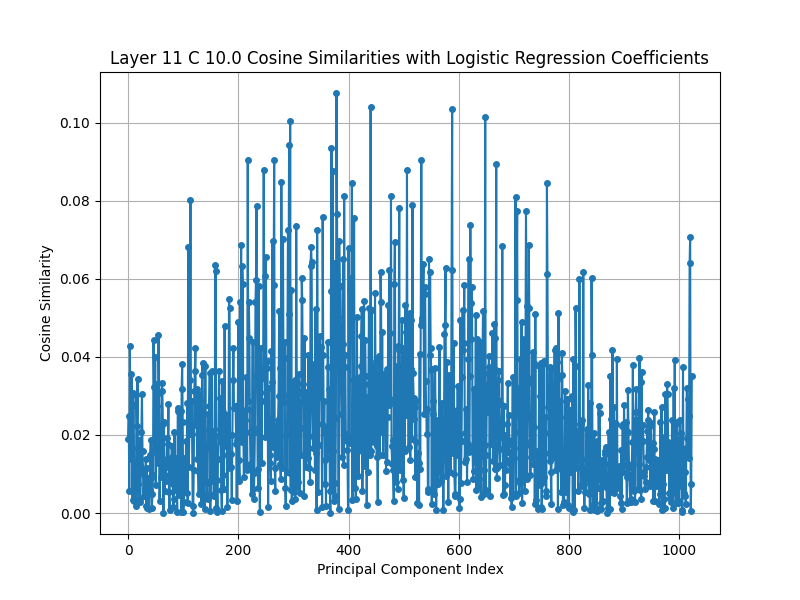 Layer 11 C 10.0 Cosine Similarities with Logistic Regression Coefficients
0.10
0.08
0.06
0.04
0.02
0.00
Cosine Similarity
0 200 400 600 800 1000
Principal Component Index